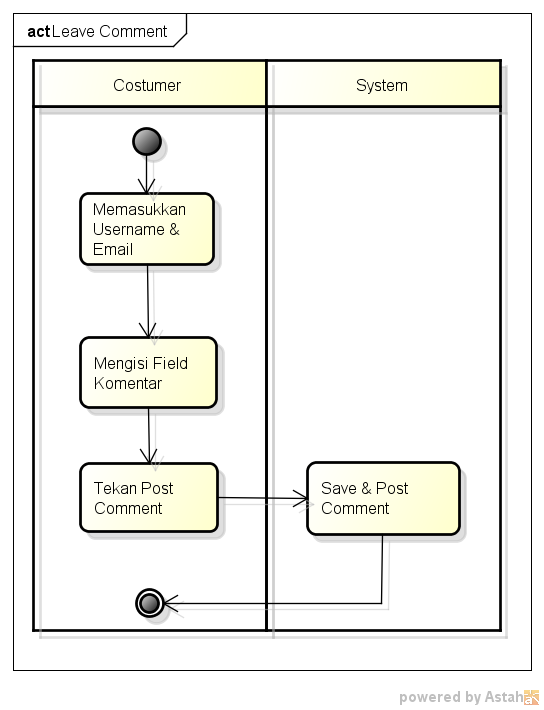 act Leave Comment
Costumer
System
Memasukkan
Username &
Email
Mengisi Field
Komentar
Tekan Post
Comment
Save & Post
Comment
powered by Astah